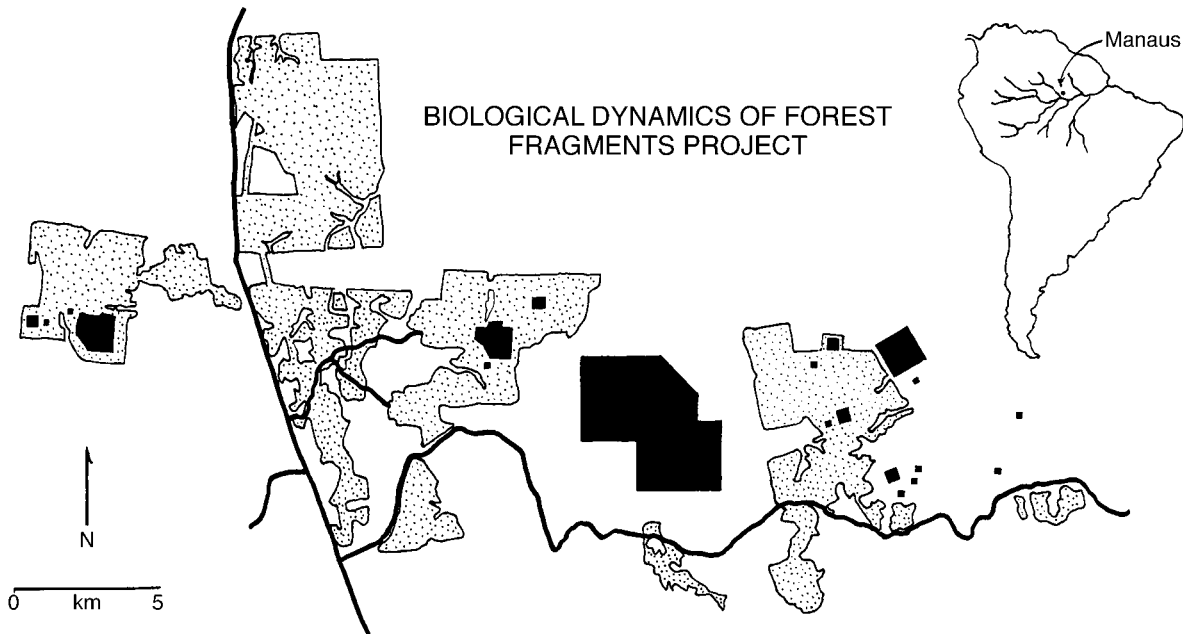 BIOLOGICAL DYNAMICS OF FOREST
FRAGMENTS PROJECT
Manaus
N
0 km 5